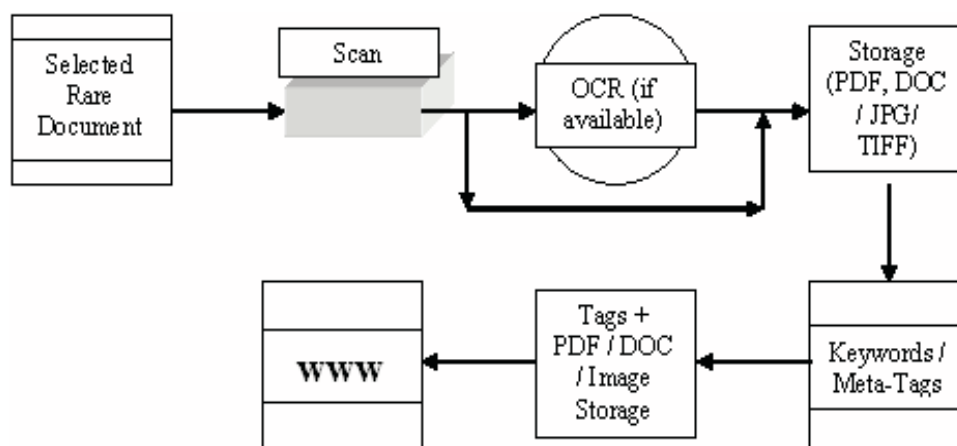 Selected
Rare
Document
Scan
OCR (if
available)
Storage
(PDF, DOC
/ JPG/
TIFF)
Keywords /
Meta-Tags
Tags +
PDF / DOC
/ Image
Storage
WWW